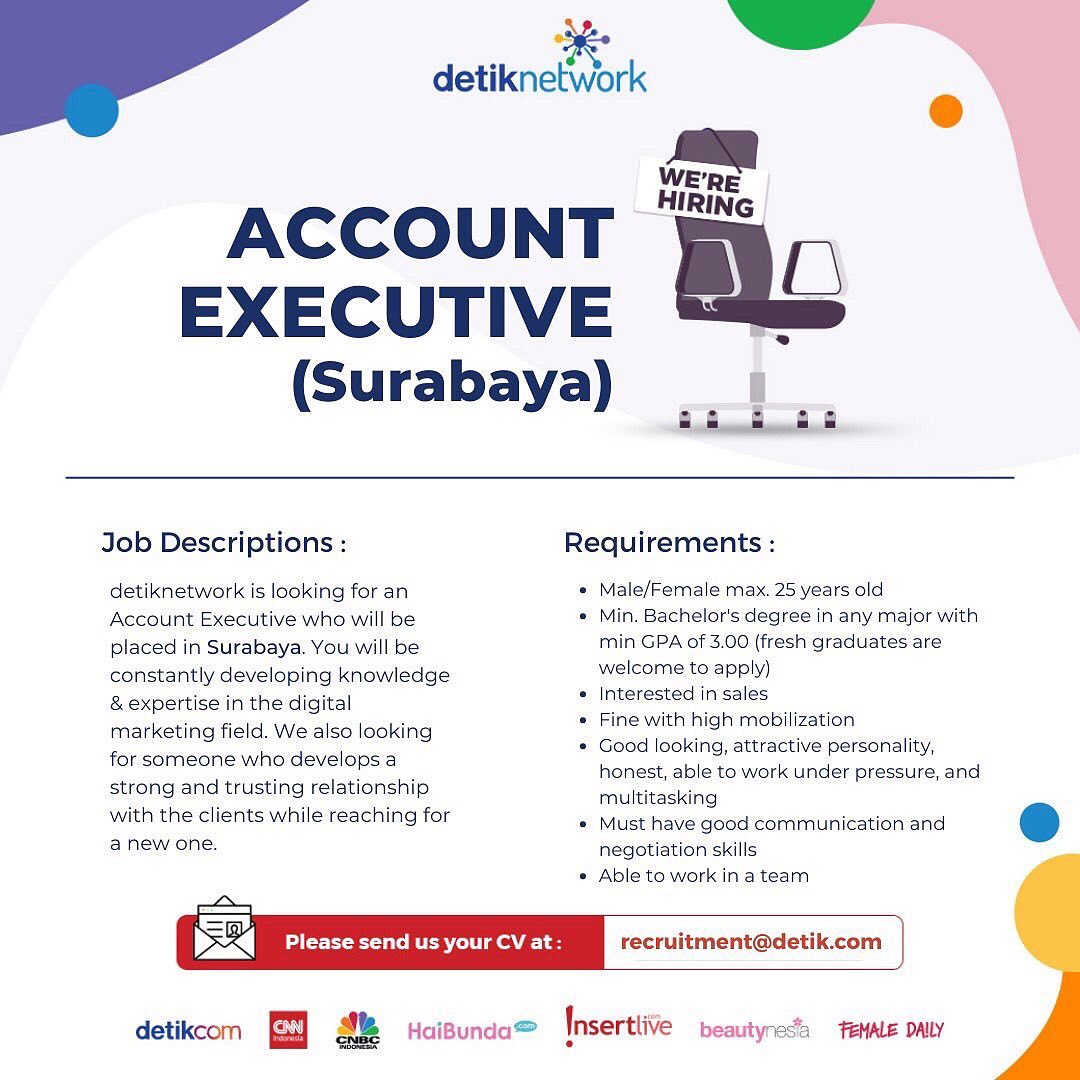 detiknetwork
WE'RE
HIRING
ACCOUNT
EXECUTIVE
(Surabaya)
Job Descriptions :
detiknetwork is looking for an
Account Executive who will be
placed in Surabaya. You will be
constantly developing knowledge
& expertise in the digital
marketing field. We also looking
for someone who develops a
strong and trusting relationship
with the clients while reaching for
a new one.
Requirements :
• Male/Female max. 25 years old
• Min. Bachelor's degree in any major with
min GPA of 3.00 (fresh graduates are
welcome to apply)
• Interested in sales
• Fine with high mobilization
• Good looking, attractive personality,
honest, able to work under pressure, and
multitasking
• Must have good communication and
negotiation skills
• Able to work in a team
Please send us your CV at : recruitment@detik.com
detikcom CNN Indonesia CNBC INDONESIA HaiBunda.com Insertlive.com beautynesia FEMALE DAILY